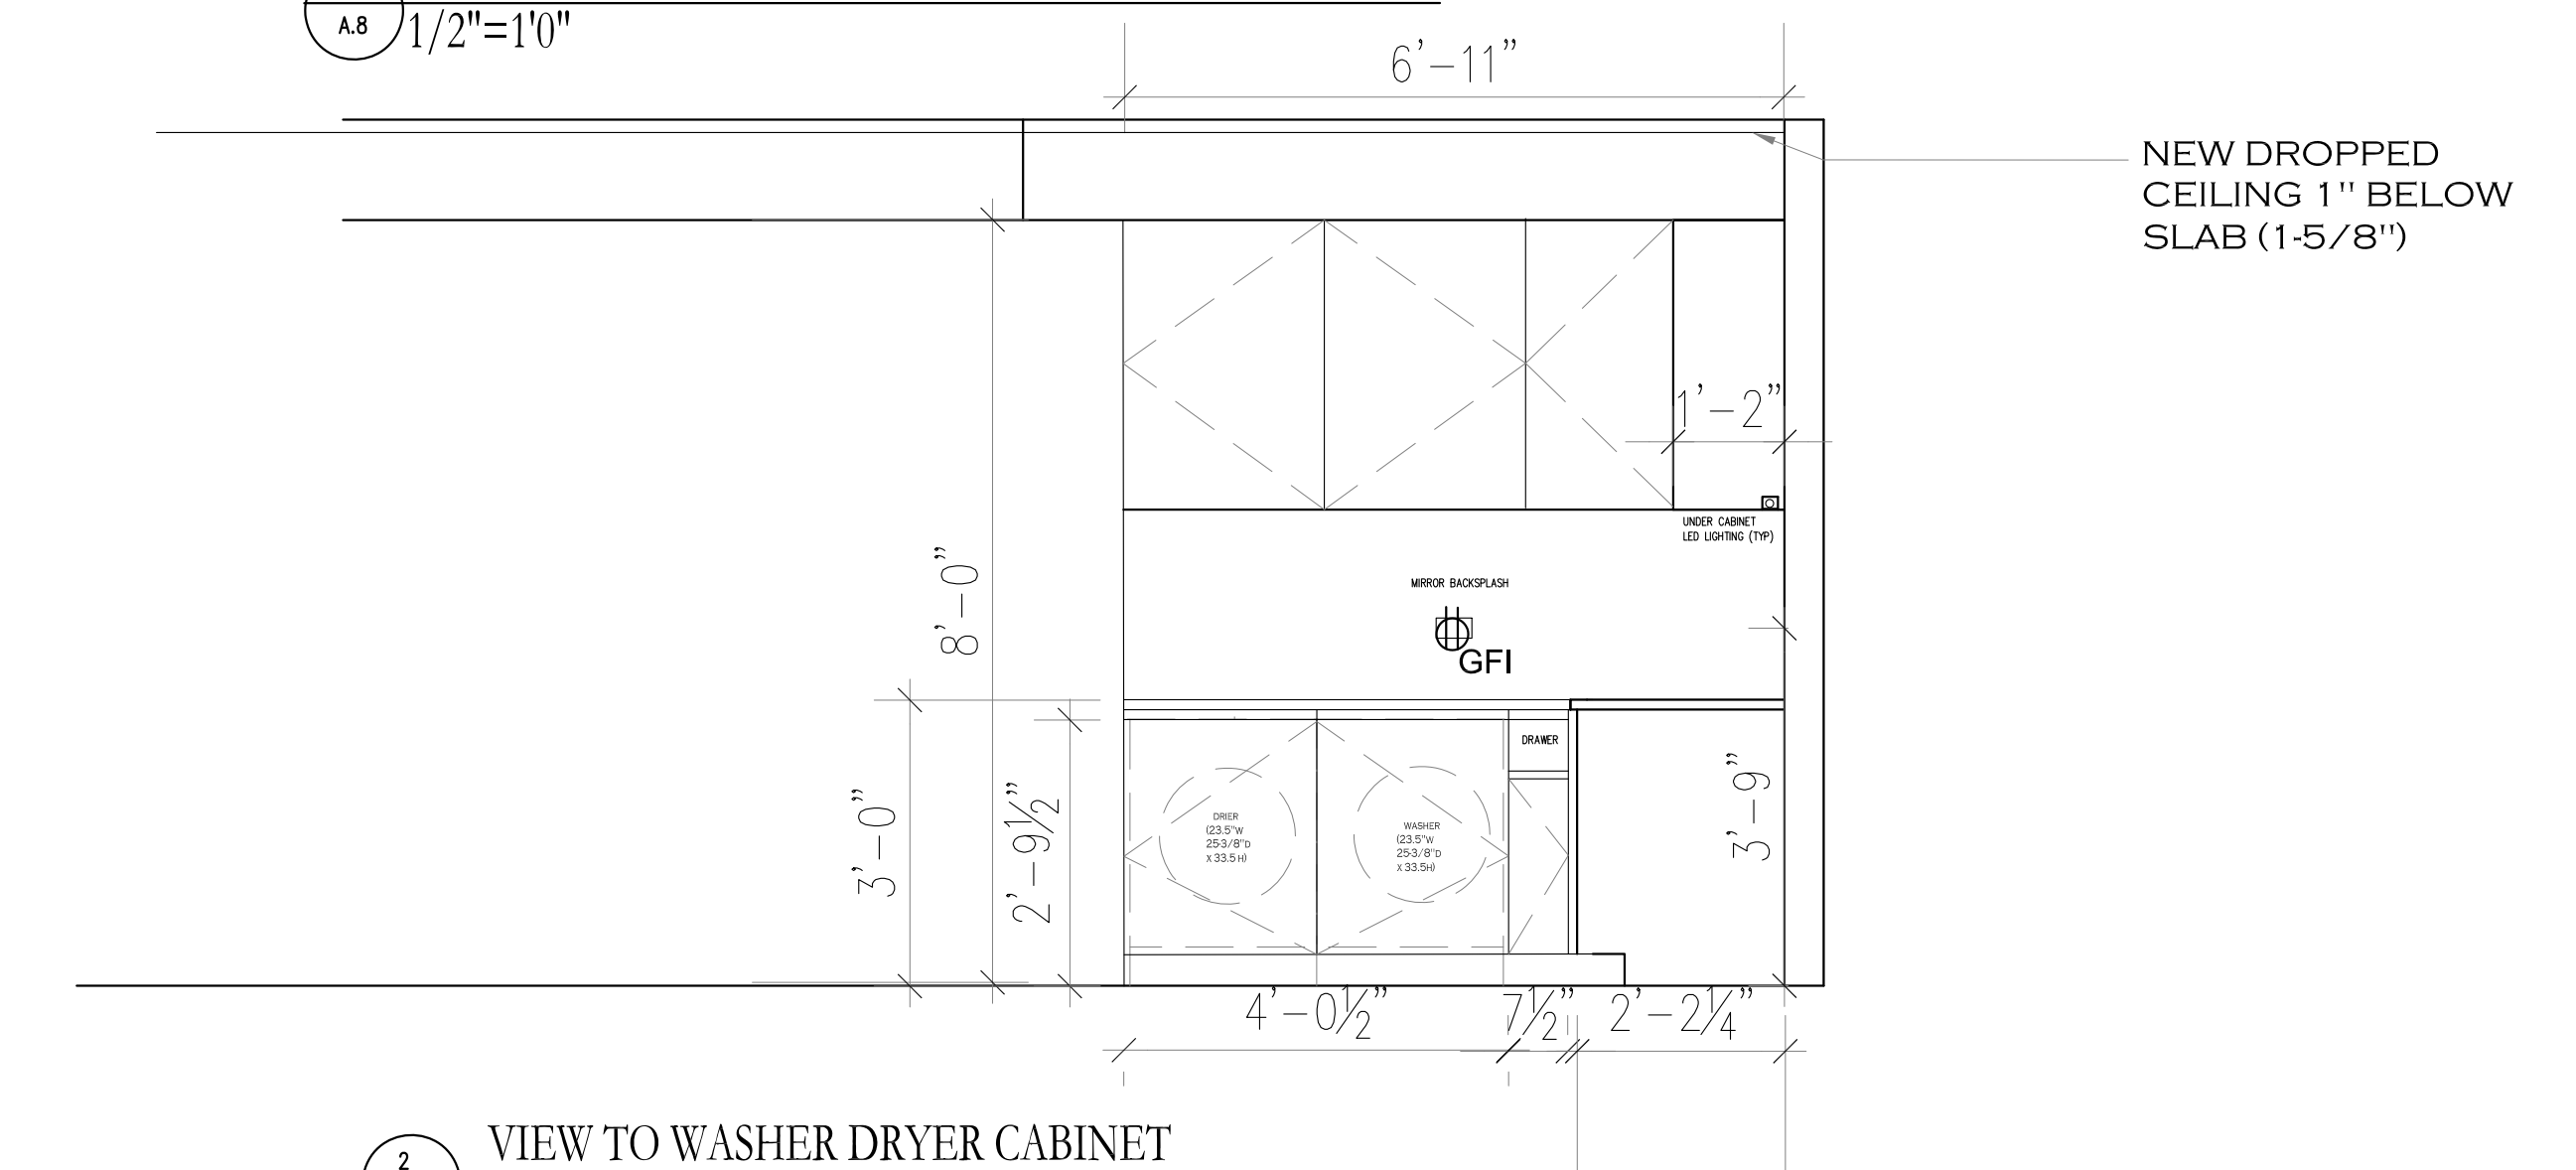 A.8
1/2"=1'0"
6'-11"
NEW DROPPED
CEILING 1" BELOW
SLAB (1-5/8")
1'-2"
UNDER CABINET
LED LIGHTING (TYP)
8'-0"
MIRROR BACKSPLASH
GFI
3'-0"
2'-9½"
DRAWER
3'-9"
DRIER
(23.5"W
25-3/8"D
X 33.5 H)
WASHER
(23.5"W
25-3/8"D
X 33.5H)
4'-0½"
7½"
2'-2¼"
2
VIEW TO WASHER DRYER CABINET